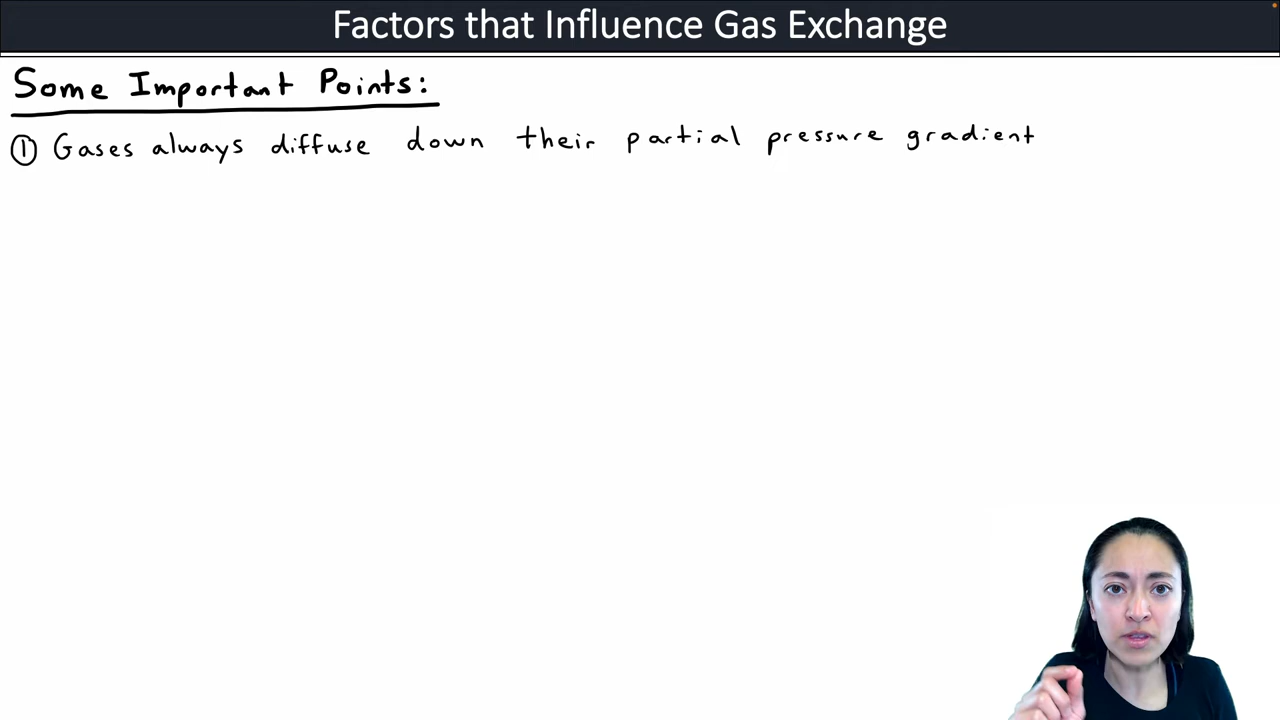 Factors that Influence Gas Exchange
Some Important Points:
① Gases always diffuse down their partial pressure gradient